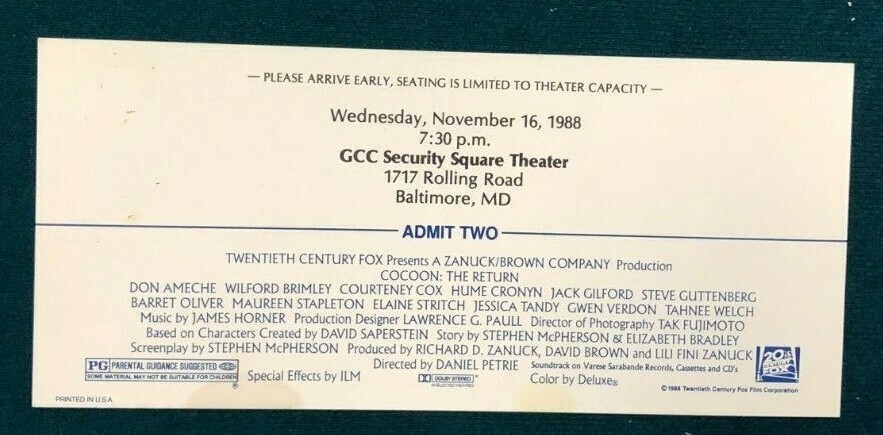 — PLEASE ARRIVE EARLY, SEATING IS LIMITED TO THEATER CAPACITY —
Wednesday, November 16, 1988
7:30 p.m.
GCC Security Square Theater
1717 Rolling Road
Baltimore, MD
ADMIT TWO
TWENTIETH CENTURY FOX Presents A ZANUCK/BROWN COMPANY Production
COCOON: THE RETURN
DON AMECHE WILFORD BRIMLEY COURTENEY COX HUME CRONYN JACK GILFORD STEVE GUTTENBERG
BARRET OLIVER MAUREEN STAPLETON ELAINE STRITCH JESSICA TANDY GWEN VERDON TAHNEE WELCH
Music by JAMES HORNER Production Designer LAWRENCE G. PAULL Director of Photography TAK FUJIMOTO
Based on Characters Created by DAVID SAPERSTEIN Story by STEPHEN McPHERSON & ELIZABETH BRADLEY
Screenplay by STEPHEN McPHERSON Produced by RICHARD D. ZANUCK, DAVID BROWN and LILI FINI ZANUCK
PG PARENTAL GUIDANCE SUGGESTED
SOME MATERIAL MAY NOT BE SUITABLE FOR CHILDREN
Special Effects by ILM
Directed by DANIEL PETRIE
DOLBY STEREO
IN SELECTED THEATRES
Soundtrack on Varese Sarabande Records, Cassettes and CD's
Color by Deluxe®
20th CENTURY FOX
© 1988 Twentieth Century Fox Film Corporation
PRINTED IN U.S.A.